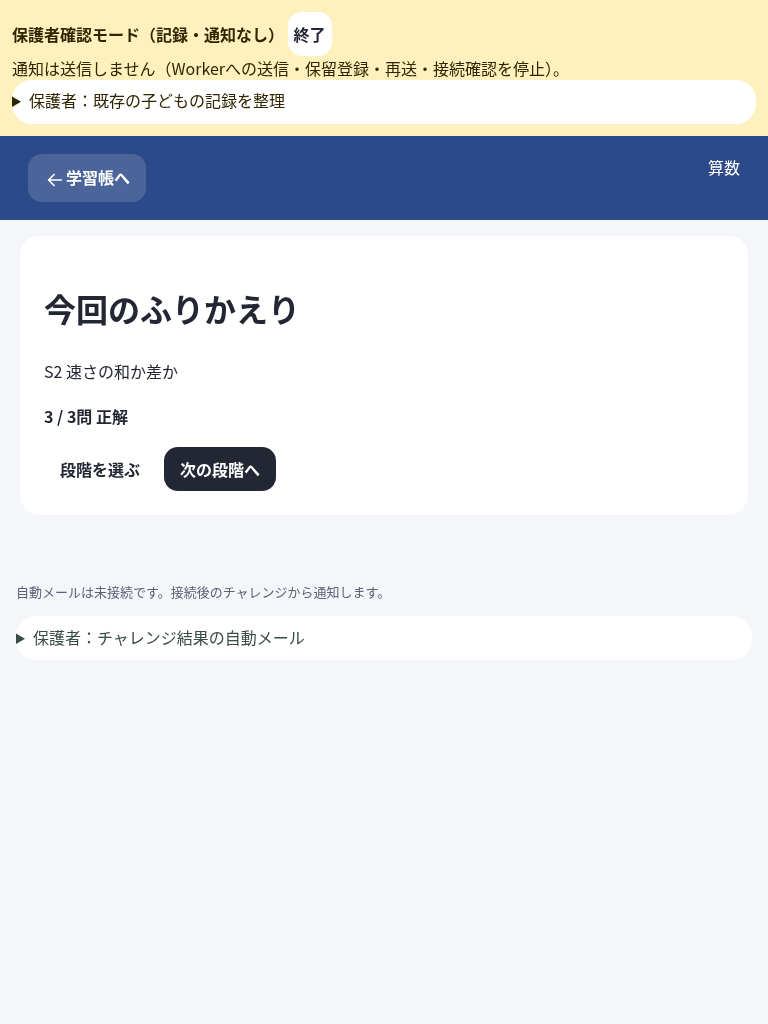 保護者確認モード（記録・通知なし） 終了
通知は送信しません（Workerへの送信・保留登録・再送・接続確認を停止）。
▶ 保護者：既存の子どもの記録を整理
← 学習帳へ
算数
今回のふりかえり
S2 速さの和か差か
3 / 3問 正解
段階を選ぶ 次の段階へ
自動メールは未接続です。接続後のチャレンジから通知します。
▶ 保護者：チャレンジ結果の自動メール